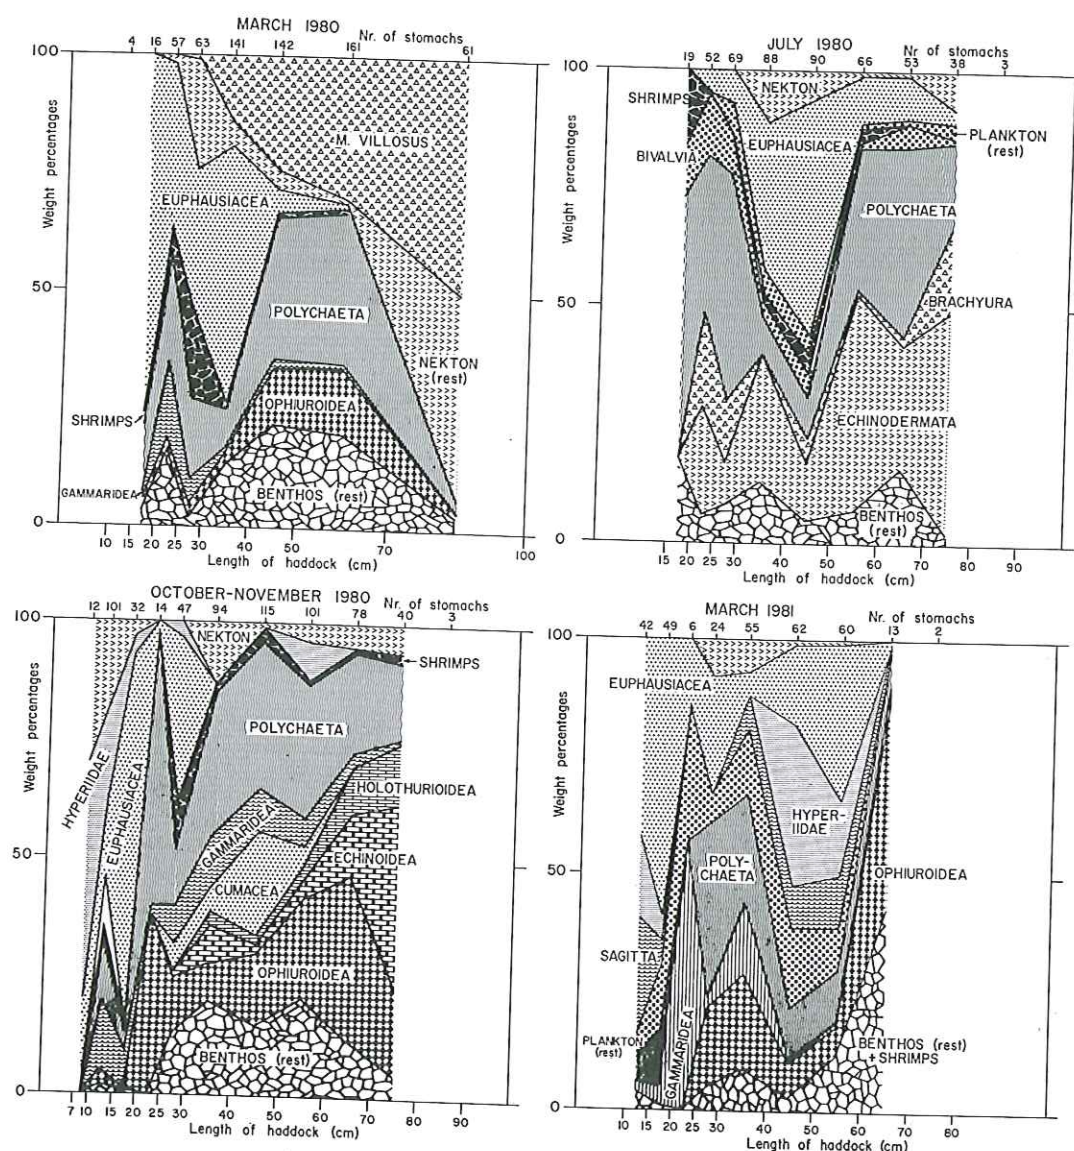 MARCH 1980
4 16 57 63 141 142 161 Nr. of stomachs 61
100
Weight percentages
M. VILLOSUS
EUPHAUSIACEA
50
POLYCHAETA
NEKTON
(rest)
SHRIMPS
OPHIUROIDEA
GAMMARIDEA
BENTHOS (rest)
0
10 15 20 25 30 50 70 100
Length of haddock (cm)
JULY 1980
19 52 69 88 90 66 Nr of stomachs 53 38 3
100
Weight percentages
NEKTON
SHRIMPS
EUPHAUSIACEA
PLANKTON
(rest)
BIVALVIA
POLYCHAETA
50
BRACHYURA
ECHINODERMATA
BENTHOS
(rest)
0
15 20 25 30 40 50 60 70 80 90
Length of haddock (cm)
OCTOBER-NOVEMBER 1980
12 101 32 14 47 94 115 Nr. of stomachs 101 78 40 3
100
Weight percentages
NEKTON
SHRIMPS
POLYCHAETA
HYPERIIDAE
EUPHAUSIACEA
HOLOTHURIOIDEA
GAMMARIDEA
50
ECHINOIDEA
CUMACEA
OPHIUROIDEA
BENTHOS (rest)
0
7 10 15 20 25 30 40 50 60 70 80 90
Length of haddock (cm)
MARCH 1981
42 49 6 24 55 62 Nr. of stomachs 60 13 2
100
Weight percentages
EUPHAUSIACEA
HYPER-
IIDAE
50
POLY-
CHAETA
OPHIUROIDEA
SAGITTA
PLANKTON
(rest)
GAMMARIDEA
BENTHOS (rest)
+ SHRIMPS
0
10 15 20 25 30 40 50 60 70 80
Length of haddock (cm)